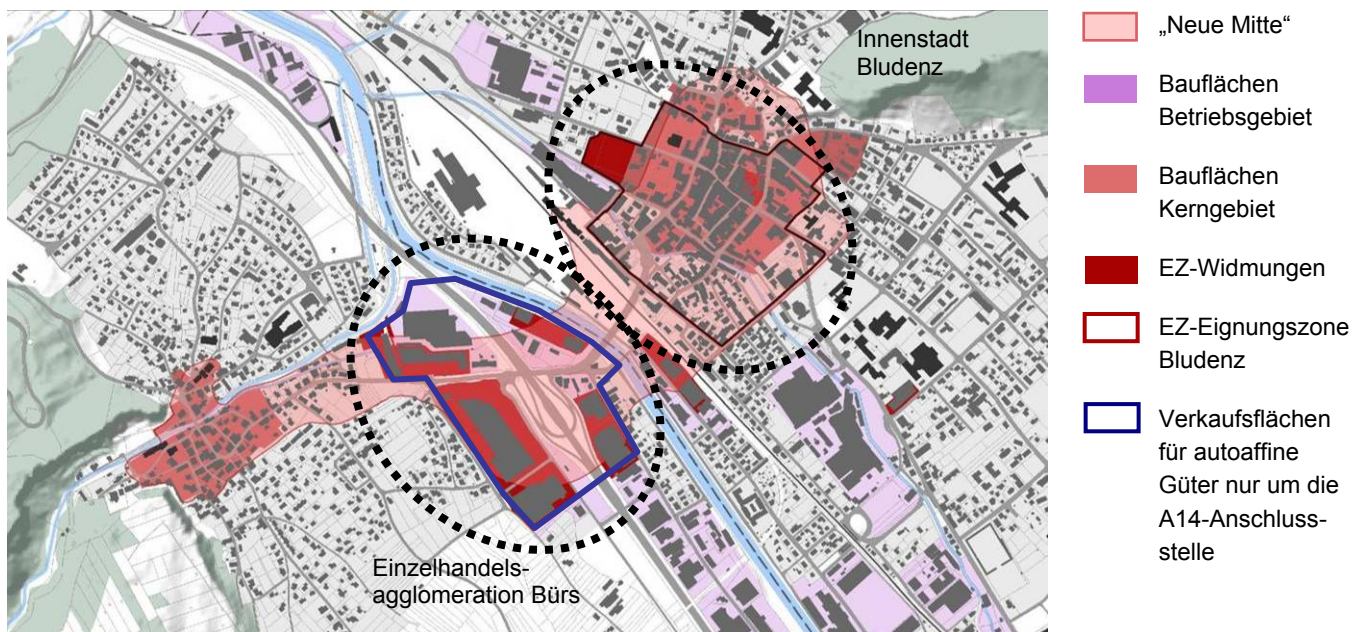 Innenstadt
Bludenz
Einzelhandels-
agglomeration Bürs
„Neue Mitte“
Bauflächen
Betriebsgebiet
Bauflächen
Kerngebiet
EZ-Widmungen
EZ-Eignungszone
Bludenz
Verkaufsflächen
für autoaffine
Güter nur um die
A14-Anschluss-
stelle